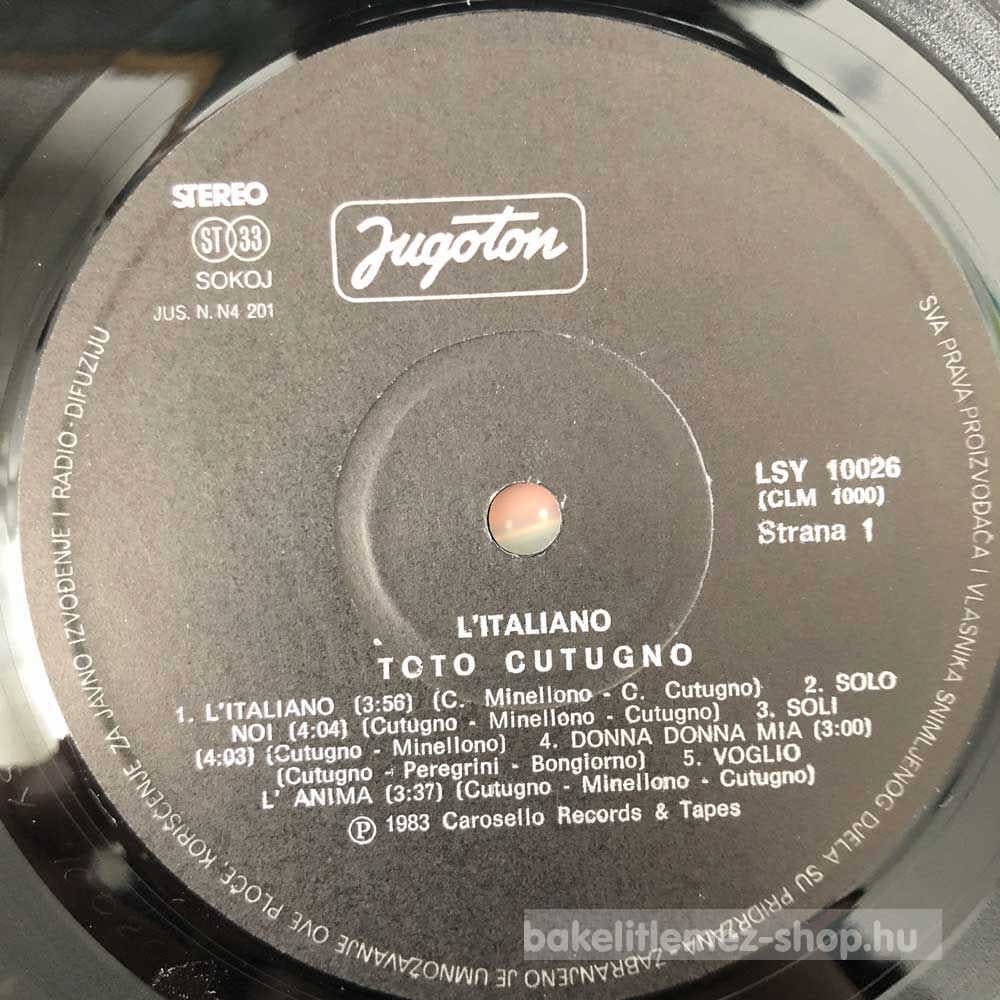 STEREO
ST 33
SOKOJ
JUS. N. N4 201
Jugoton
LSY 10026
(CLM 1000)
Strana 1
L'ITALIANO
TOTO CUTUGNO
1. L'ITALIANO (3:56) (C. Minellono - C. Cutugno) 2. SOLO
NOI (4:04) (Cutugno - Minellono - Cutugno) 3. SOLI
(4:03) (Cutugno - Minellono) 4. DONNA DONNA MIA (3:00)
(Cutugno - Peregrini - Bongiorno) 5. VOGLIO
L' ANIMA (3:37) (Cutugno - Minellono - Cutugno)
Ⓟ 1983 Carosello Records & Tapes
SVA PRAVA PROIZVOĐAČA I VLASNIKA SNIMLJENOG DJELA SU PRIDRŽANA - ZABRANJENO JE UMNOŽAVANJE OVE PLOČE, KORIŠĆENJE ZA JAVNO IZVOĐENJE I RADIO-DIFUZIJU
bakelitlemez-shop.hu